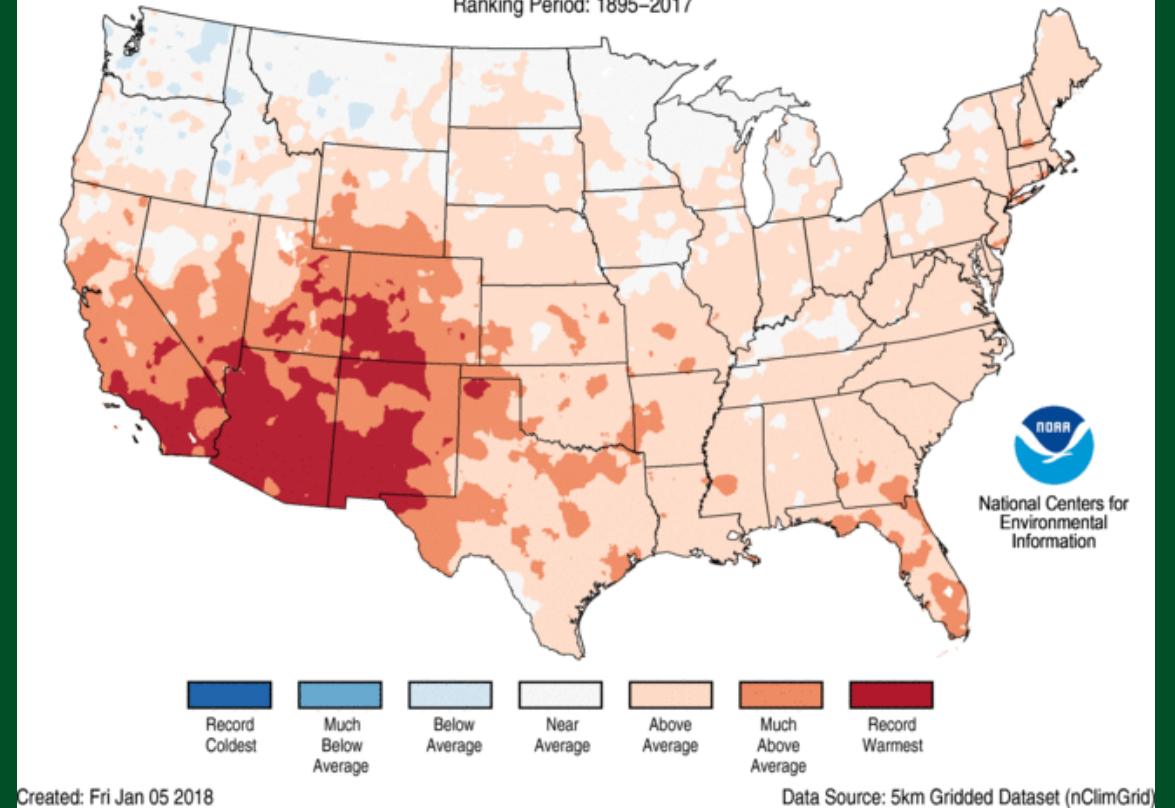 Ranking Period: 1895–2017
NOAA
National Centers for
Environmental
Information
Record
Coldest
Much
Below
Average
Below
Average
Near
Average
Above
Average
Much
Above
Average
Record
Warmest
Created: Fri Jan 05 2018
Data Source: 5km Gridded Dataset (nClimGrid)